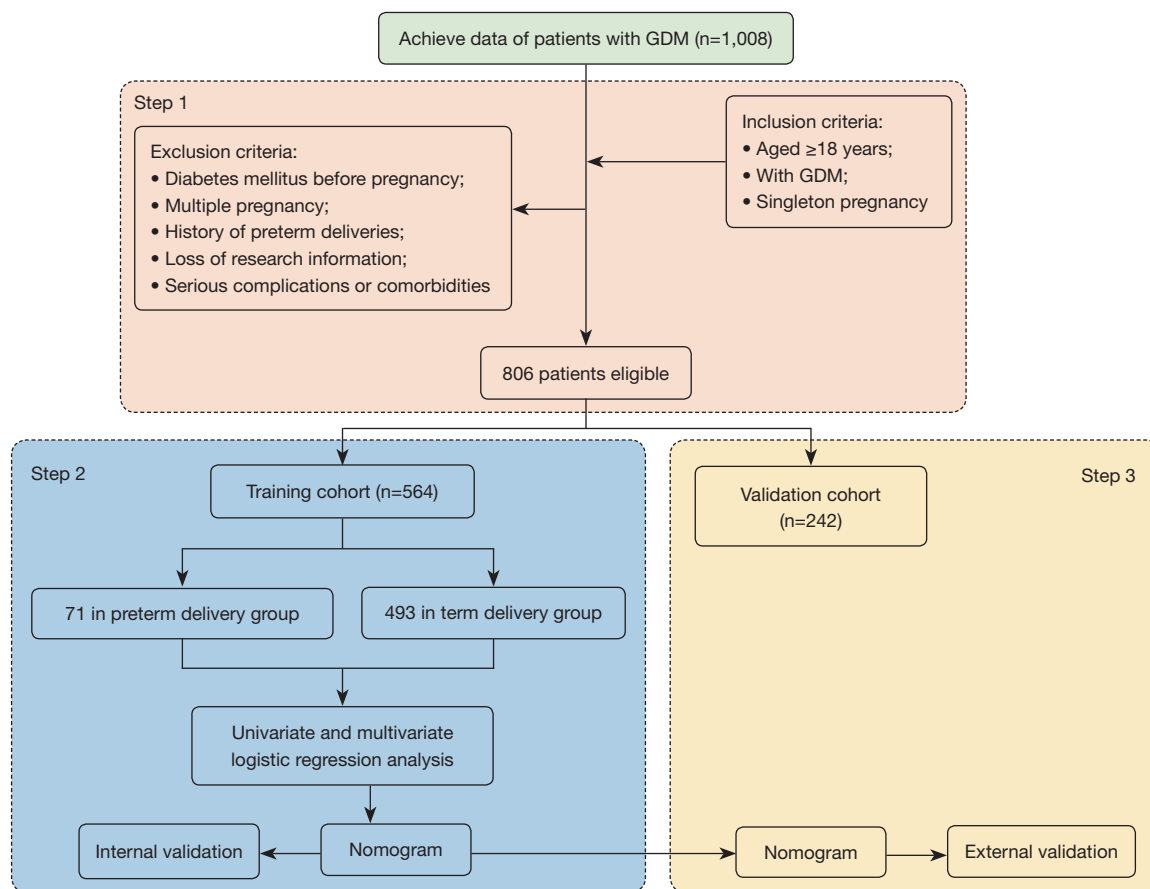 Achieve data of patients with GDM (n=1,008)
Step 1
Exclusion criteria:
• Diabetes mellitus before pregnancy;
• Multiple pregnancy;
• History of preterm deliveries;
• Loss of research information;
• Serious complications or comorbidities
Inclusion criteria:
• Aged ≥18 years;
• With GDM;
• Singleton pregnancy
806 patients eligible
Step 2
Training cohort (n=564)
71 in preterm delivery group
493 in term delivery group
Univariate and multivariate
logistic regression analysis
Internal validation
Nomogram
Step 3
Validation cohort
(n=242)
Nomogram
External validation